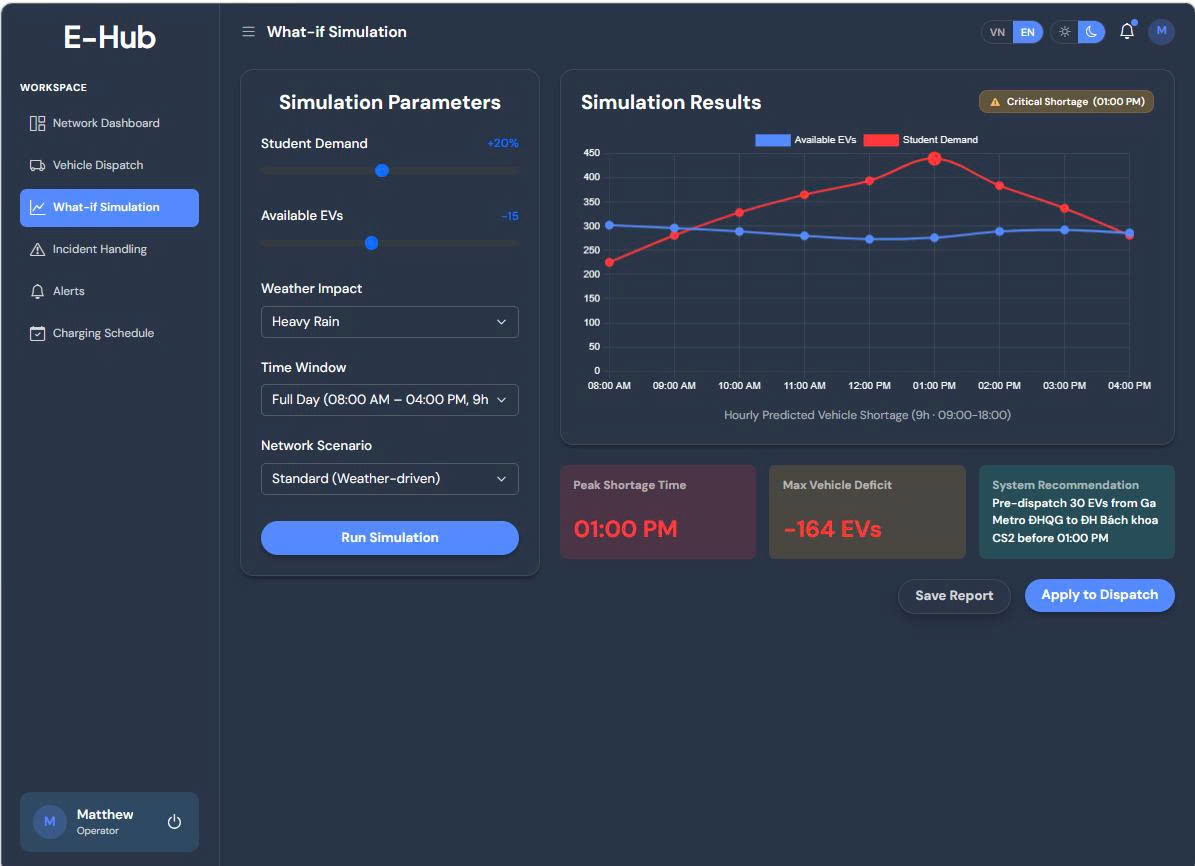 E-Hub
WORKSPACE
Network Dashboard
Vehicle Dispatch
What-if Simulation
Incident Handling
Alerts
Charging Schedule
M
Matthew
Operator
What-if Simulation
VN
EN
M
Simulation Parameters
Student Demand
+20%
Available EVs
-15
Weather Impact
Heavy Rain
Time Window
Full Day (08:00 AM – 04:00 PM, 9h
Network Scenario
Standard (Weather-driven)
Run Simulation
Simulation Results
Critical Shortage (01:00 PM)
Available EVs
Student Demand
450
400
350
300
250
200
150
100
50
0
08:00 AM
09:00 AM
10:00 AM
11:00 AM
12:00 PM
01:00 PM
02:00 PM
03:00 PM
04:00 PM
Hourly Predicted Vehicle Shortage (9h · 09:00–18:00)
Peak Shortage Time
01:00 PM
Max Vehicle Deficit
-164 EVs
System Recommendation
Pre-dispatch 30 EVs from Ga
Metro ĐHQG to ĐH Bách khoa
CS2 before 01:00 PM
Save Report
Apply to Dispatch